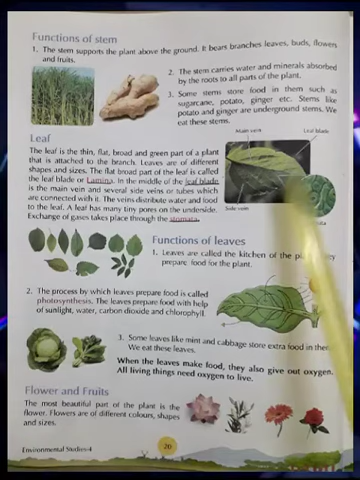 Functions of stem
1. The stem supports the plant above the ground. It bears branches leaves, buds, flowers
and fruits.
2. The stem carries water and minerals absorbed
by the roots to all parts of the plant.
3. Some stems store food in them such as
sugarcane, potato, ginger etc. Stems like
potato and ginger are underground stems. We
eat these stems.
Leaf
Main vein
Leaf blade
The leaf is the thin, flat, broad and green part of a plant
that is attached to the branch. Leaves are of different
shapes and sizes. The flat broad part of the leaf is called
the leaf blade or Lamina. In the middle of the leaf blade
is the main vein and several side veins or tubes which
are connected with it. The veins distribute water and food
to the leaf. A leaf has many tiny pores on the underside.
Exchange of gases takes place through the stomata.
Side vein
Functions of leaves
1. Leaves are called the kitchen of the
prepare food for the plant.
2. The process by which leaves prepare food is called
photosynthesis. The leaves prepare food with help
of sunlight, water, carbon dioxide and chlorophyll.
3. Some leaves like mint and cabbage store extra food in
We eat these leaves.
When the leaves make food, they also give out oxygen.
All living things need oxygen to live.
Flower and Fruits
The most beautiful part of the plant is the
flower. Flowers are of different colours, shapes
and sizes.
Environmental Studies-4
20